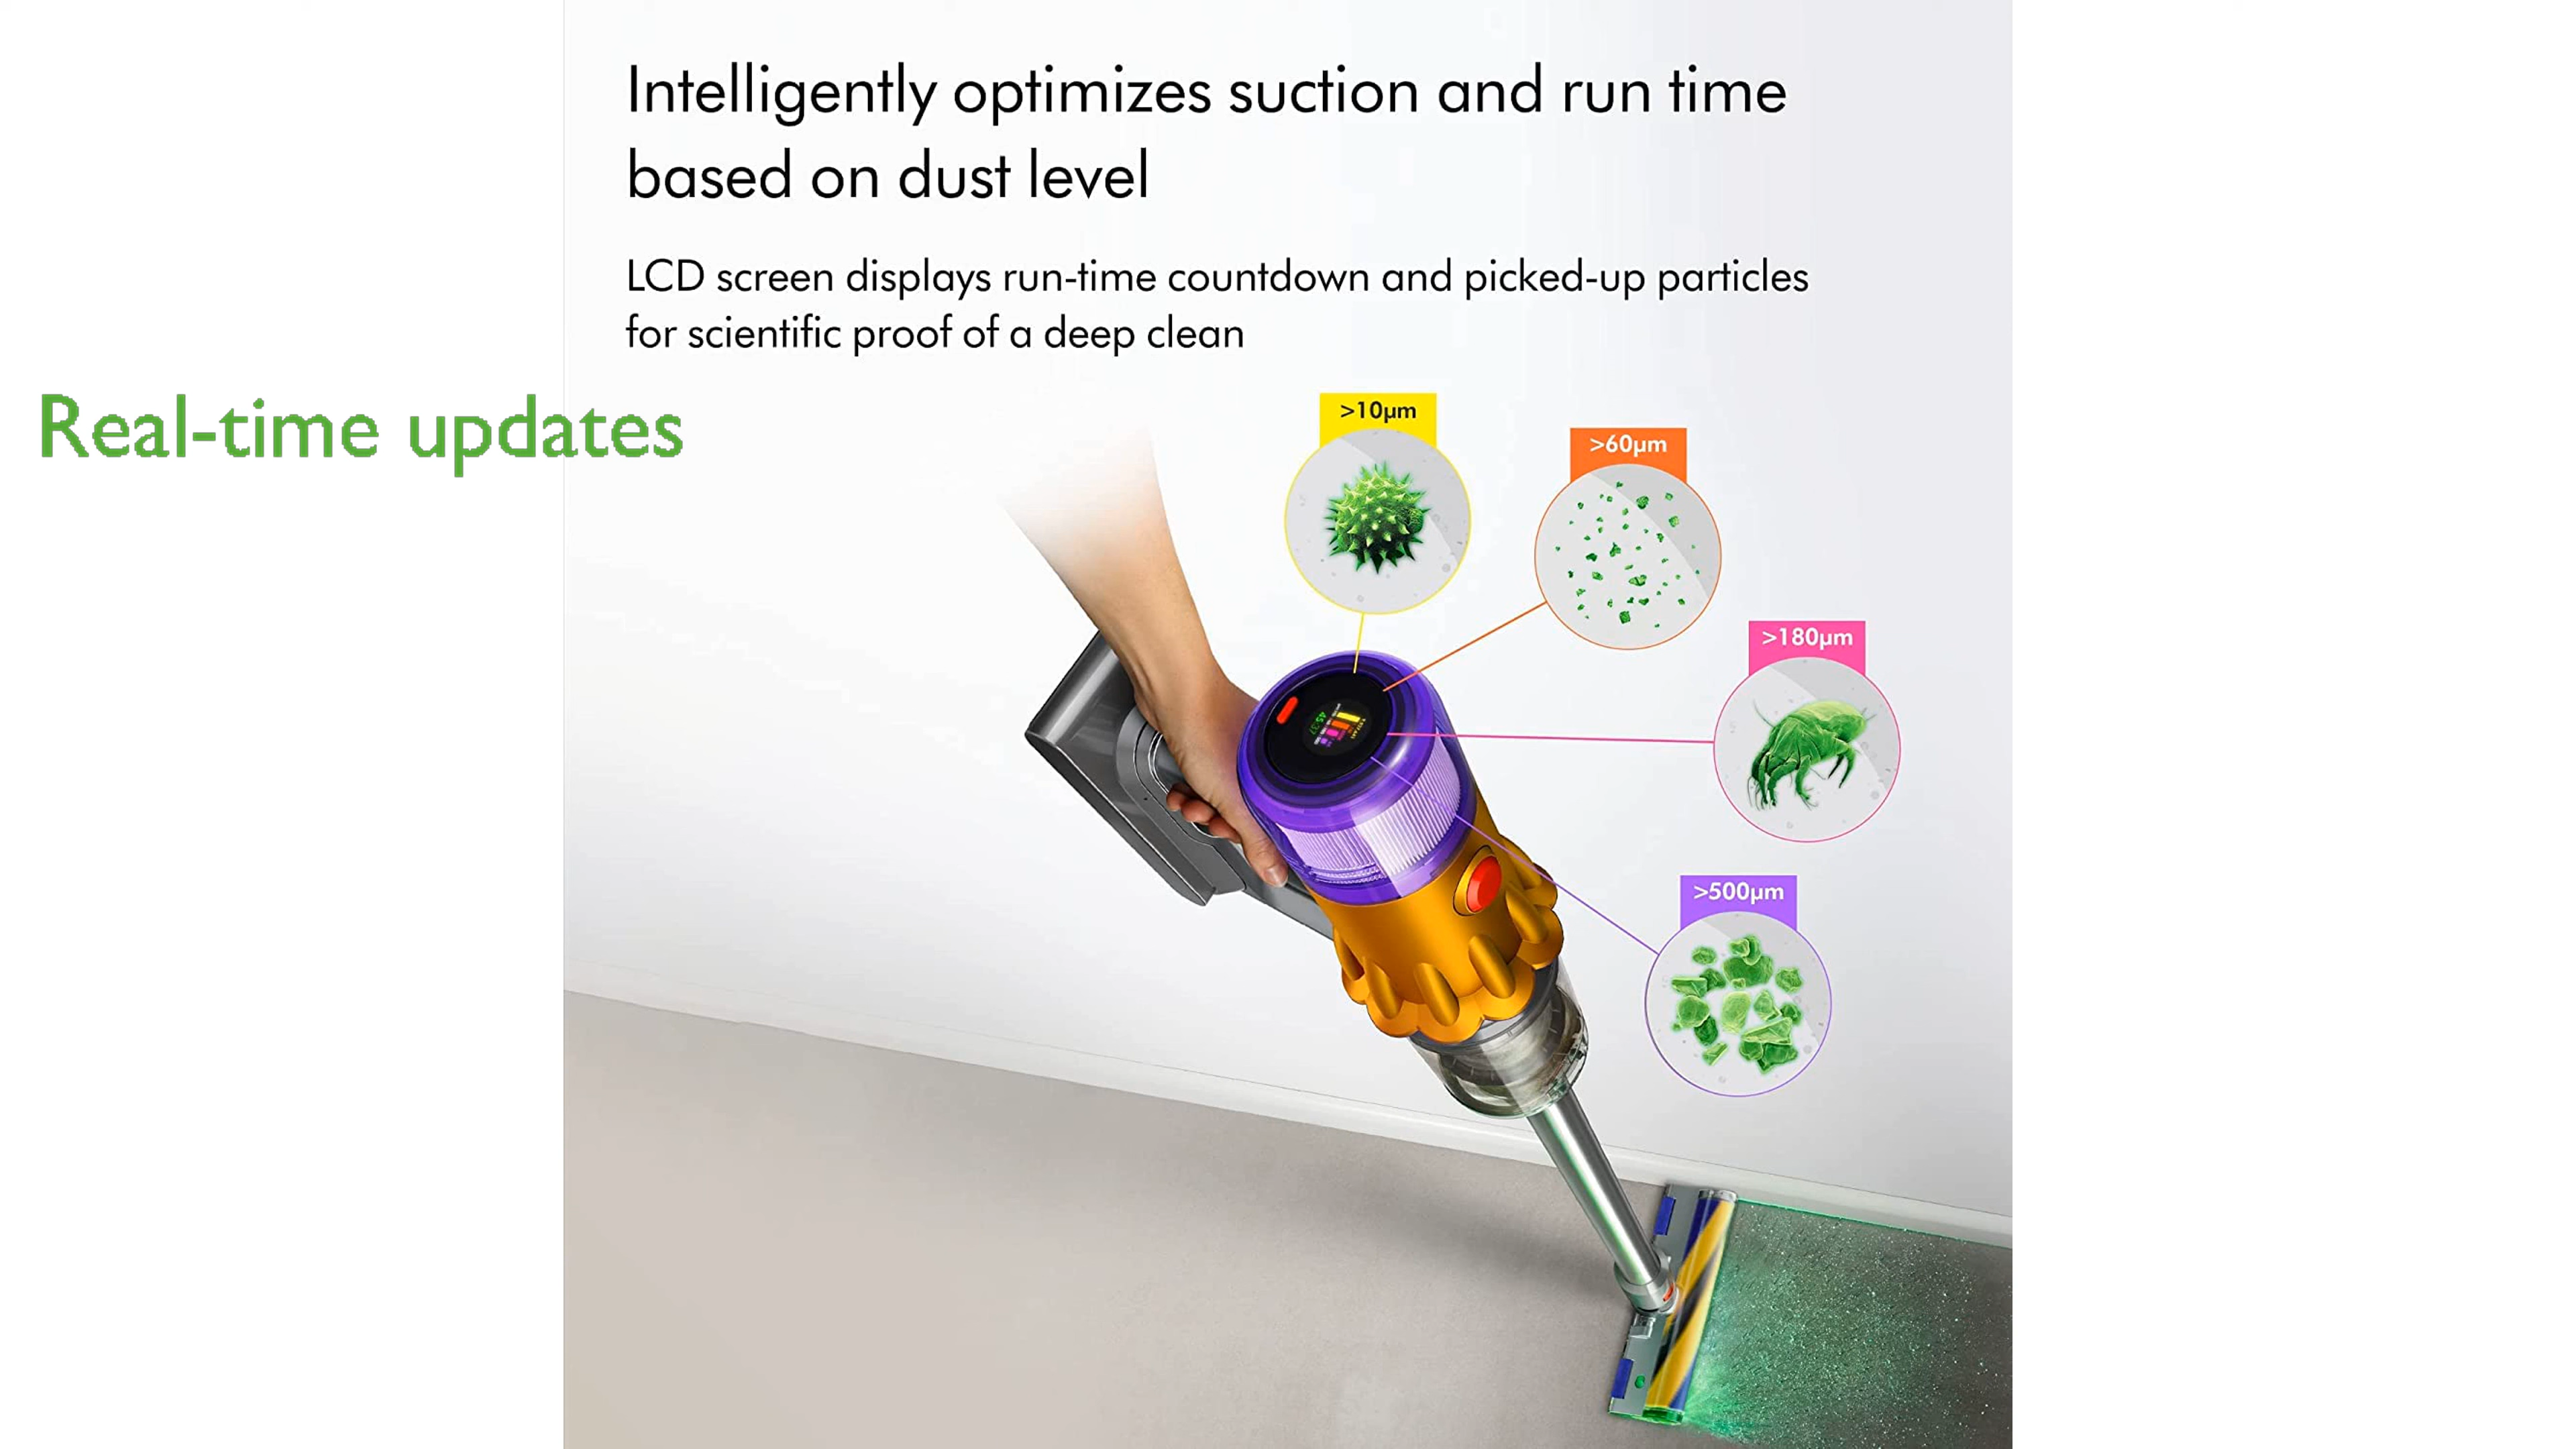 Intelligently optimizes suction and run time
based on dust level
LCD screen displays run-time countdown and picked-up particles
for scientific proof of a deep clean
Real-time updates
>10µm
>60µm
>180µm
>500µm